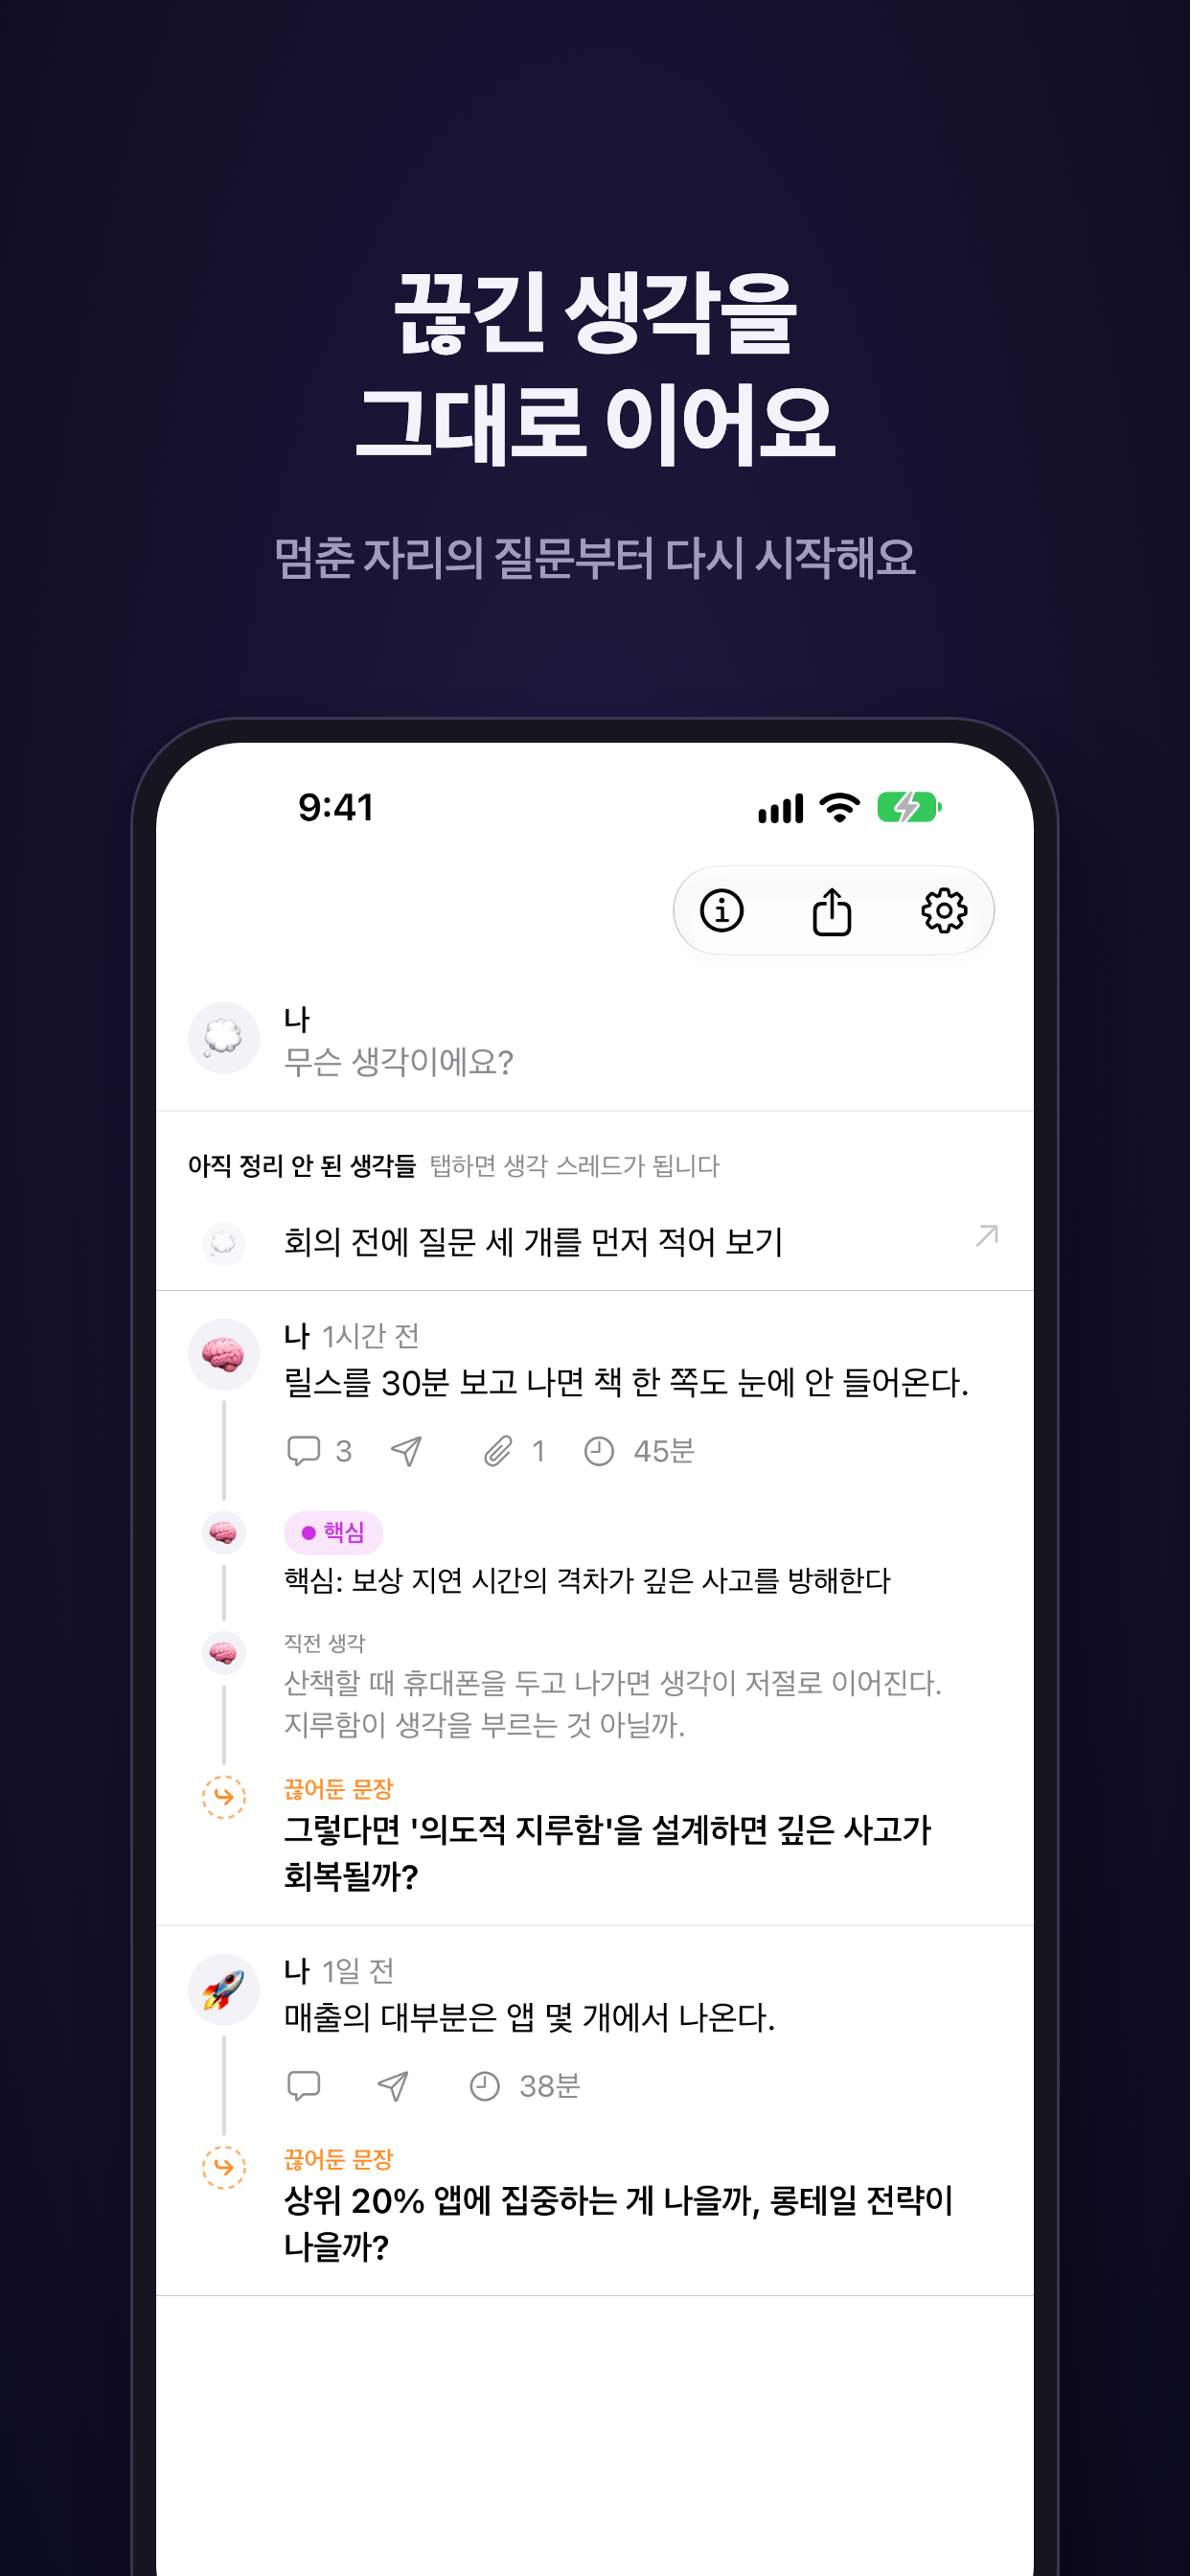 끊긴 생각을
그대로 이어요
멈춘 자리의 질문부터 다시 시작해요
9:41
나
무슨 생각이에요?
아직 정리 안 된 생각들 탭하면 생각 스레드가 됩니다
회의 전에 질문 세 개를 먼저 적어 보기
나 1시간 전
릴스를 30분 보고 나면 책 한 쪽도 눈에 안 들어온다.
3 1 45분
핵심
핵심: 보상 지연 시간의 격차가 깊은 사고를 방해한다
직전 생각
산책할 때 휴대폰을 두고 나가면 생각이 저절로 이어진다.
지루함이 생각을 부르는 것 아닐까.
끊어둔 문장
그렇다면 '의도적 지루함'을 설계하면 깊은 사고가
회복될까?
나 1일 전
매출의 대부분은 앱 몇 개에서 나온다.
38분
끊어둔 문장
상위 20% 앱에 집중하는 게 나을까, 롱테일 전략이
나을까?